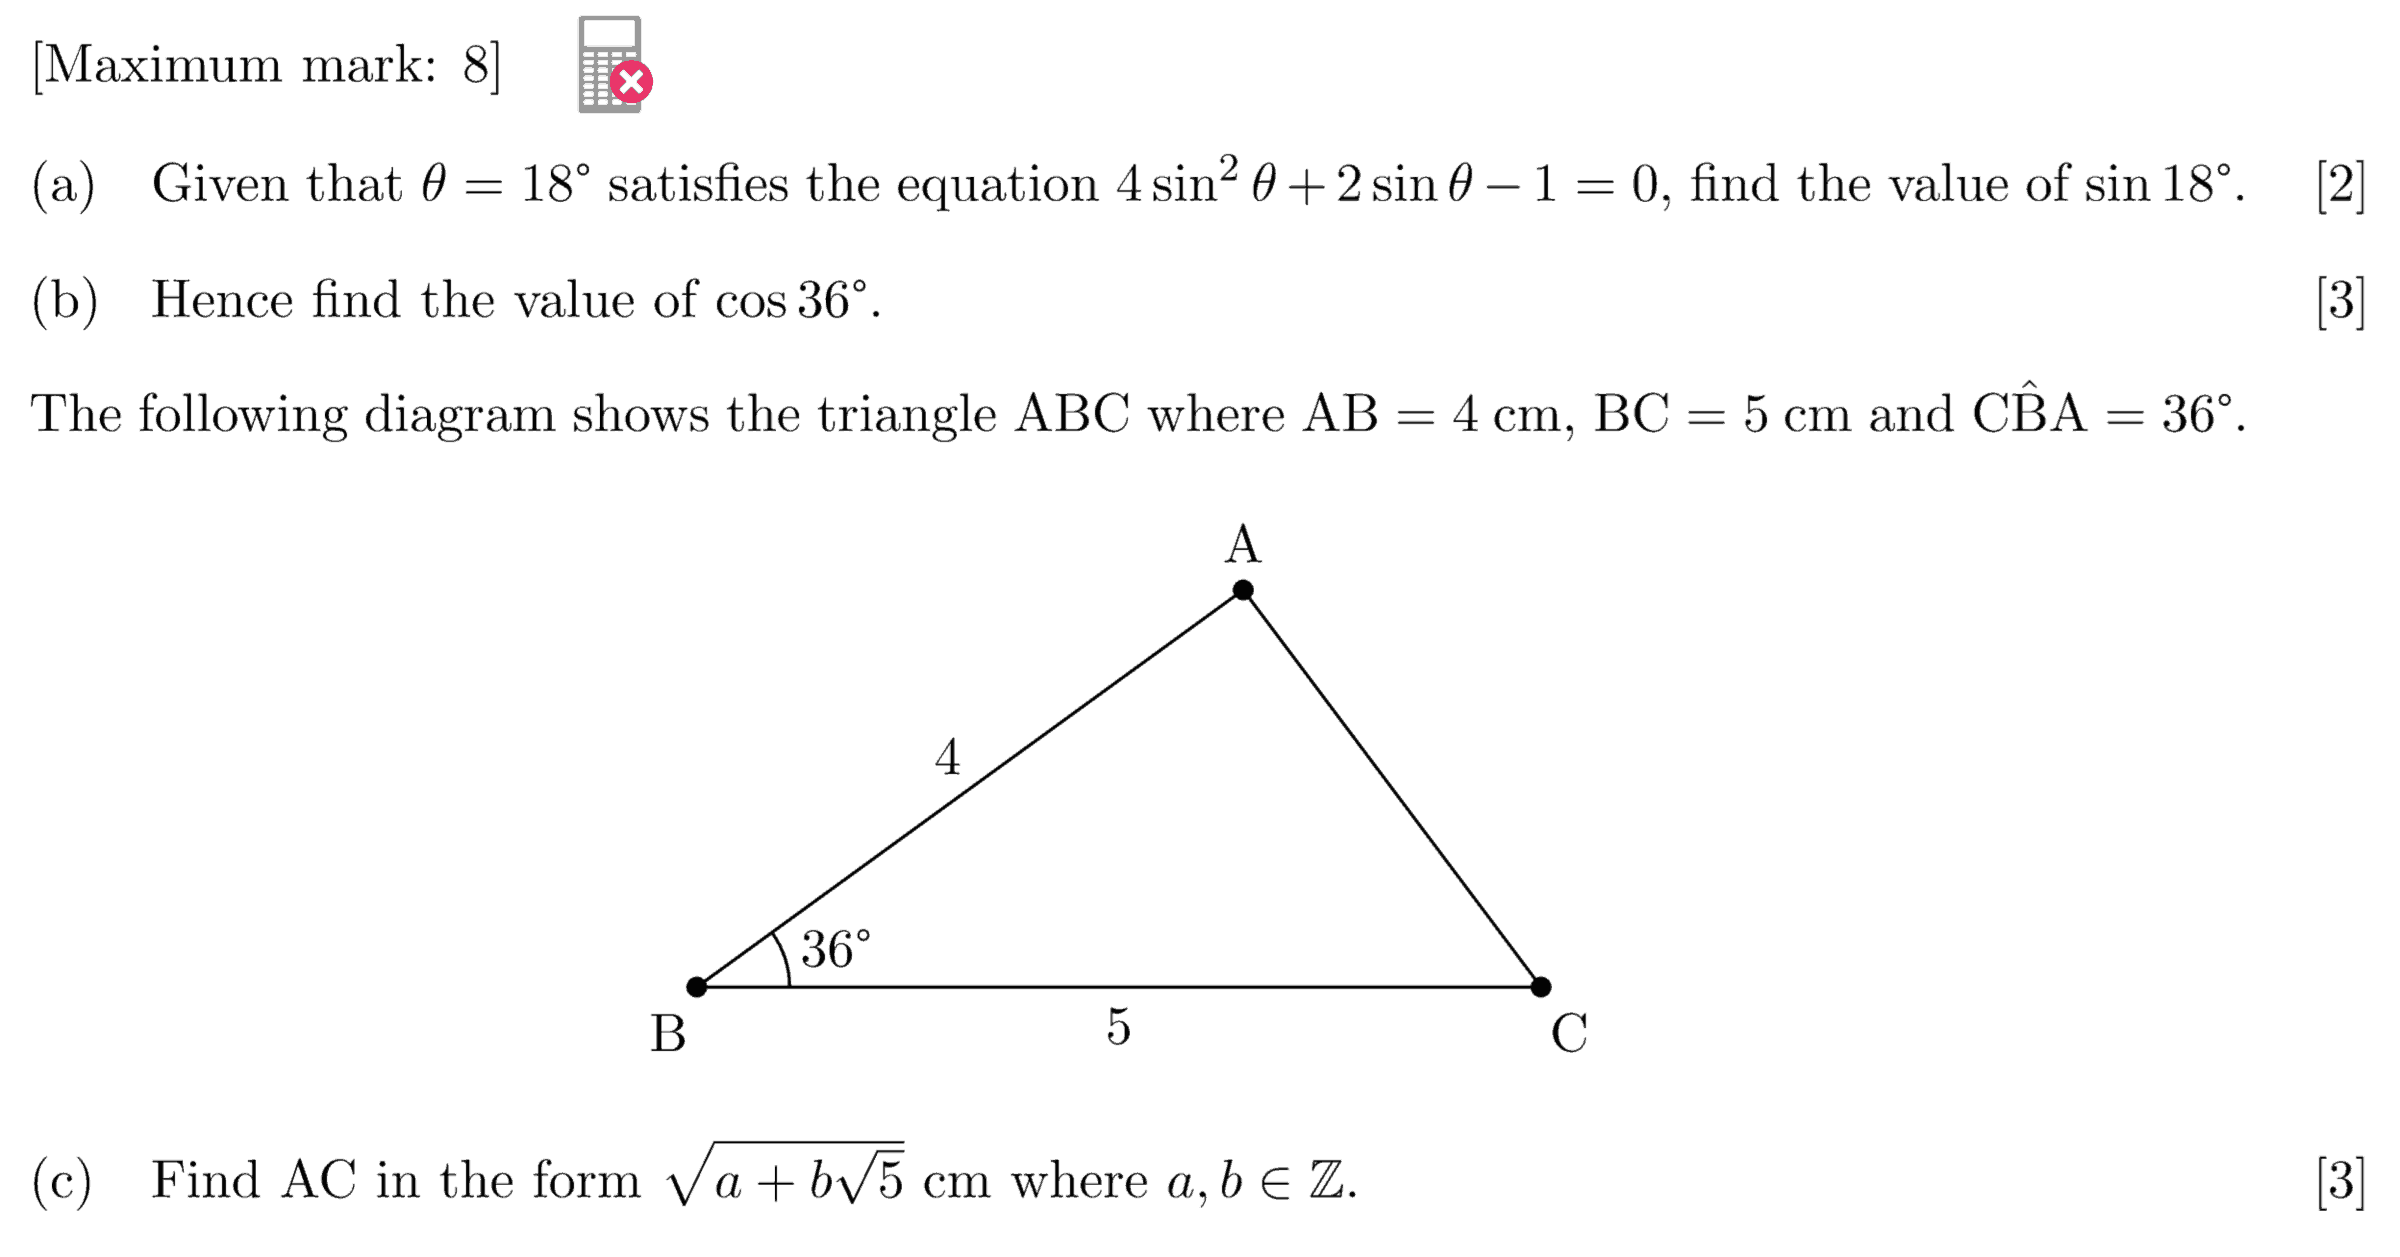 [Maximum mark: 8]
(a) Given that θ = 18° satisfies the equation 4 sin² θ + 2 sin θ − 1 = 0, find the value of sin 18°. [2]
(b) Hence find the value of cos 36°. [3]
The following diagram shows the triangle ABC where AB = 4 cm, BC = 5 cm and CB̂A = 36°.
A
4
36°
B
5
C
(c) Find AC in the form √(a + b√5) cm where a, b ∈ ℤ. [3]